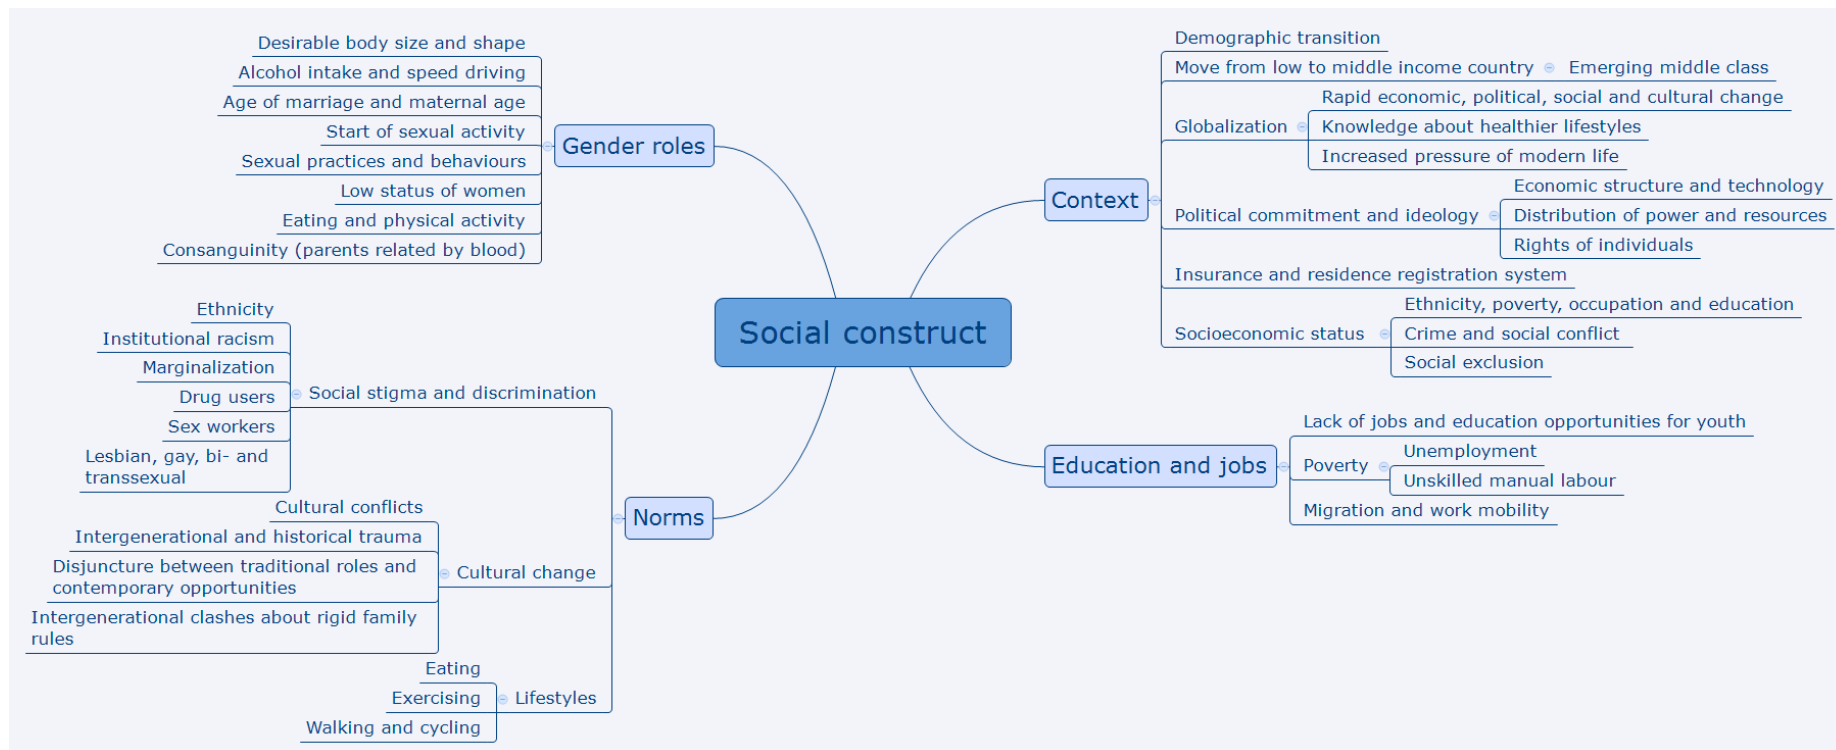 Social construct
Gender roles
Desirable body size and shape
Alcohol intake and speed driving
Age of marriage and maternal age
Start of sexual activity
Sexual practices and behaviours
Low status of women
Eating and physical activity
Consanguinity (parents related by blood)
Context
Demographic transition
Move from low to middle income country
Emerging middle class
Globalization
Rapid economic, political, social and cultural change
Knowledge about healthier lifestyles
Increased pressure of modern life
Political commitment and ideology
Economic structure and technology
Distribution of power and resources
Rights of individuals
Insurance and residence registration system
Socioeconomic status
Ethnicity, poverty, occupation and education
Crime and social conflict
Social exclusion
Norms
Social stigma and discrimination
Ethnicity
Institutional racism
Marginalization
Drug users
Sex workers
Lesbian, gay, bi- and
transsexual
Cultural change
Cultural conflicts
Intergenerational and historical trauma
Disjuncture between traditional roles and
contemporary opportunities
Intergenerational clashes about rigid family
rules
Lifestyles
Eating
Exercising
Walking and cycling
Education and jobs
Lack of jobs and education opportunities for youth
Poverty
Unemployment
Unskilled manual labour
Migration and work mobility